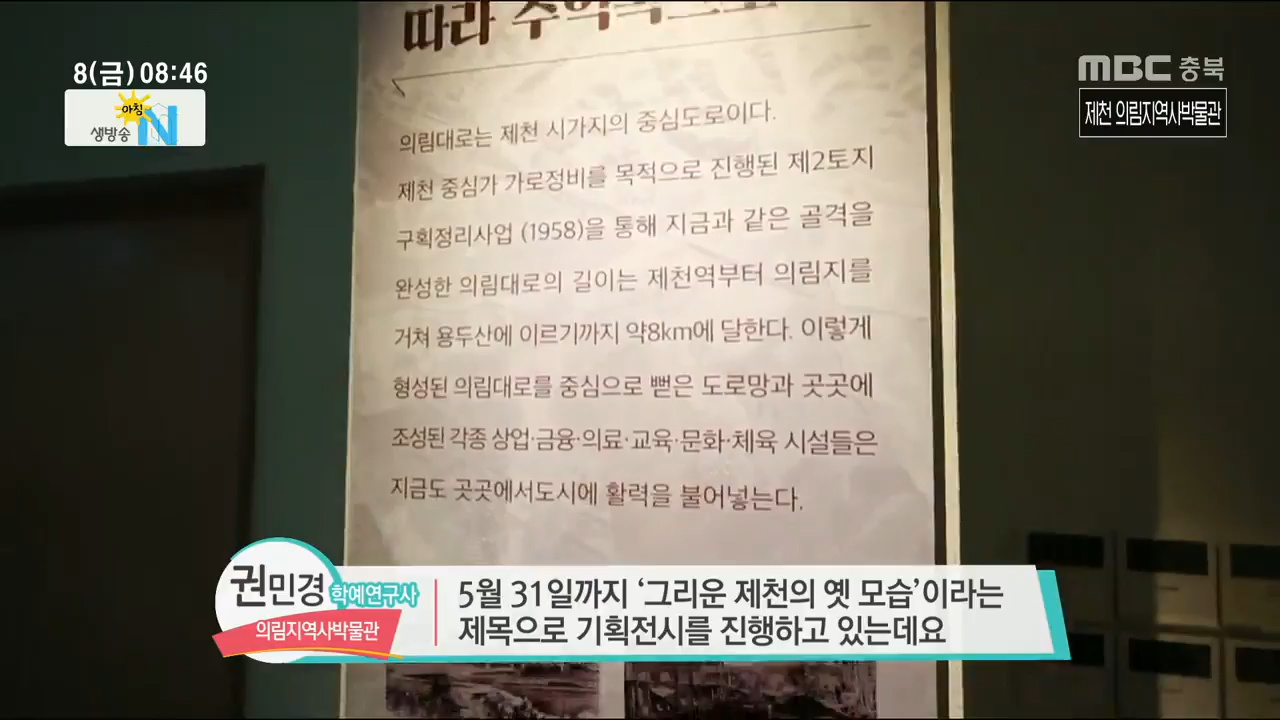 따라
8(금) 08:46
아침
생방송 N
MBC 충북
제천 의림지역사박물관
의림대로는 제천 시가지의 중심도로이다.
제천 중심가 가로정비를 목적으로 진행된 제2토지
구획정리사업 (1958)을 통해 지금과 같은 골격을
완성한 의림대로의 길이는 제천역부터 의림지를
거쳐 용두산에 이르기까지 약8km에 달한다. 이렇게
형성된 의림대로를 중심으로 뻗은 도로망과 곳곳에
조성된 각종 상업·금융·의료·교육·문화·체육 시설들은
지금도 곳곳에서도시에 활력을 불어넣는다.
권민경 학예연구사
의림지역사박물관
5월 31일까지 ‘그리운 제천의 옛 모습’이라는
제목으로 기획전시를 진행하고 있는데요